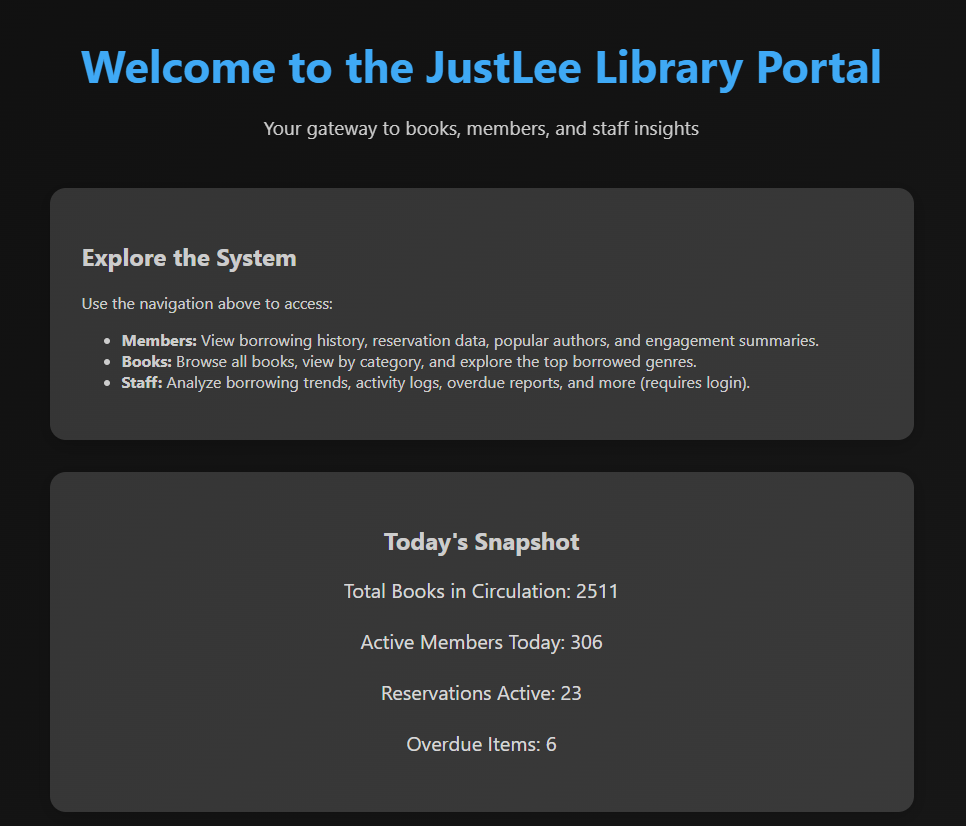 Welcome to the JustLee Library Portal
Your gateway to books, members, and staff insights
Explore the System
Use the navigation above to access:
• Members: View borrowing history, reservation data, popular authors, and engagement summaries.
• Books: Browse all books, view by category, and explore the top borrowed genres.
• Staff: Analyze borrowing trends, activity logs, overdue reports, and more (requires login).
Today's Snapshot
Total Books in Circulation: 2511
Active Members Today: 306
Reservations Active: 23
Overdue Items: 6